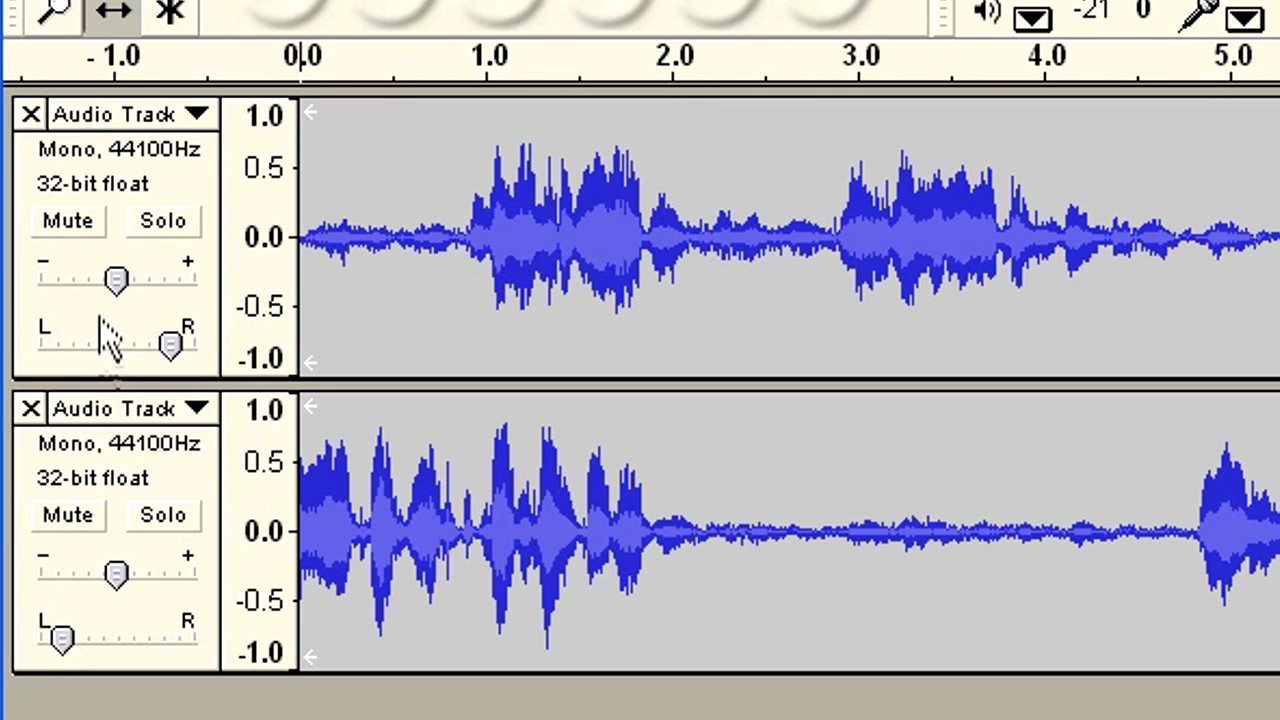 -21 0
- 1.0 0.0 1.0 2.0 3.0 4.0 5.0
X Audio Track 1.0
Mono, 44100Hz
32-bit float 0.5
Mute Solo
0.0
- +
-0.5
L R
-1.0
X Audio Track 1.0
Mono, 44100Hz
32-bit float 0.5
Mute Solo
0.0
- +
-0.5
L R
-1.0